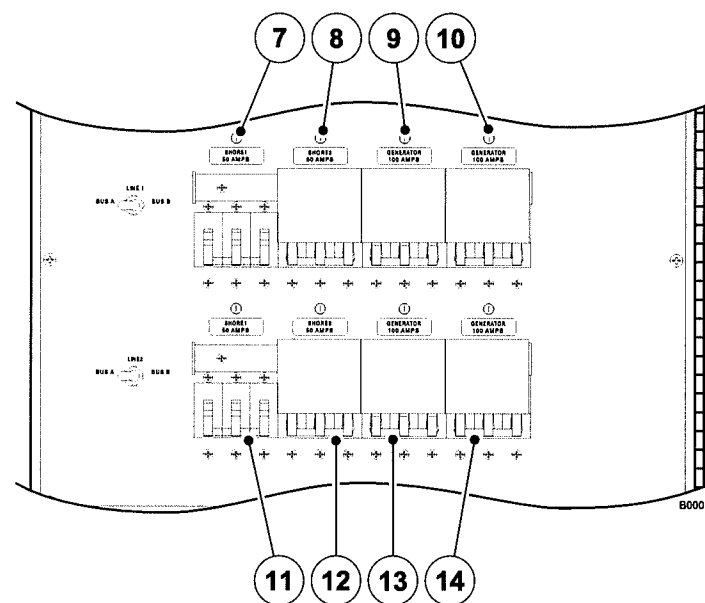 7 8 9 10
SHORE1
50 AMPS
SHORE2
50 AMPS
GENERATOR
100 AMPS
GENERATOR
100 AMPS
LINE 1
BUS A BUS B
SHORE1
50 AMPS
SHORE2
50 AMPS
GENERATOR
100 AMPS
GENERATOR
100 AMPS
LINE2
BUS A BUS B
B000
11 12 13 14